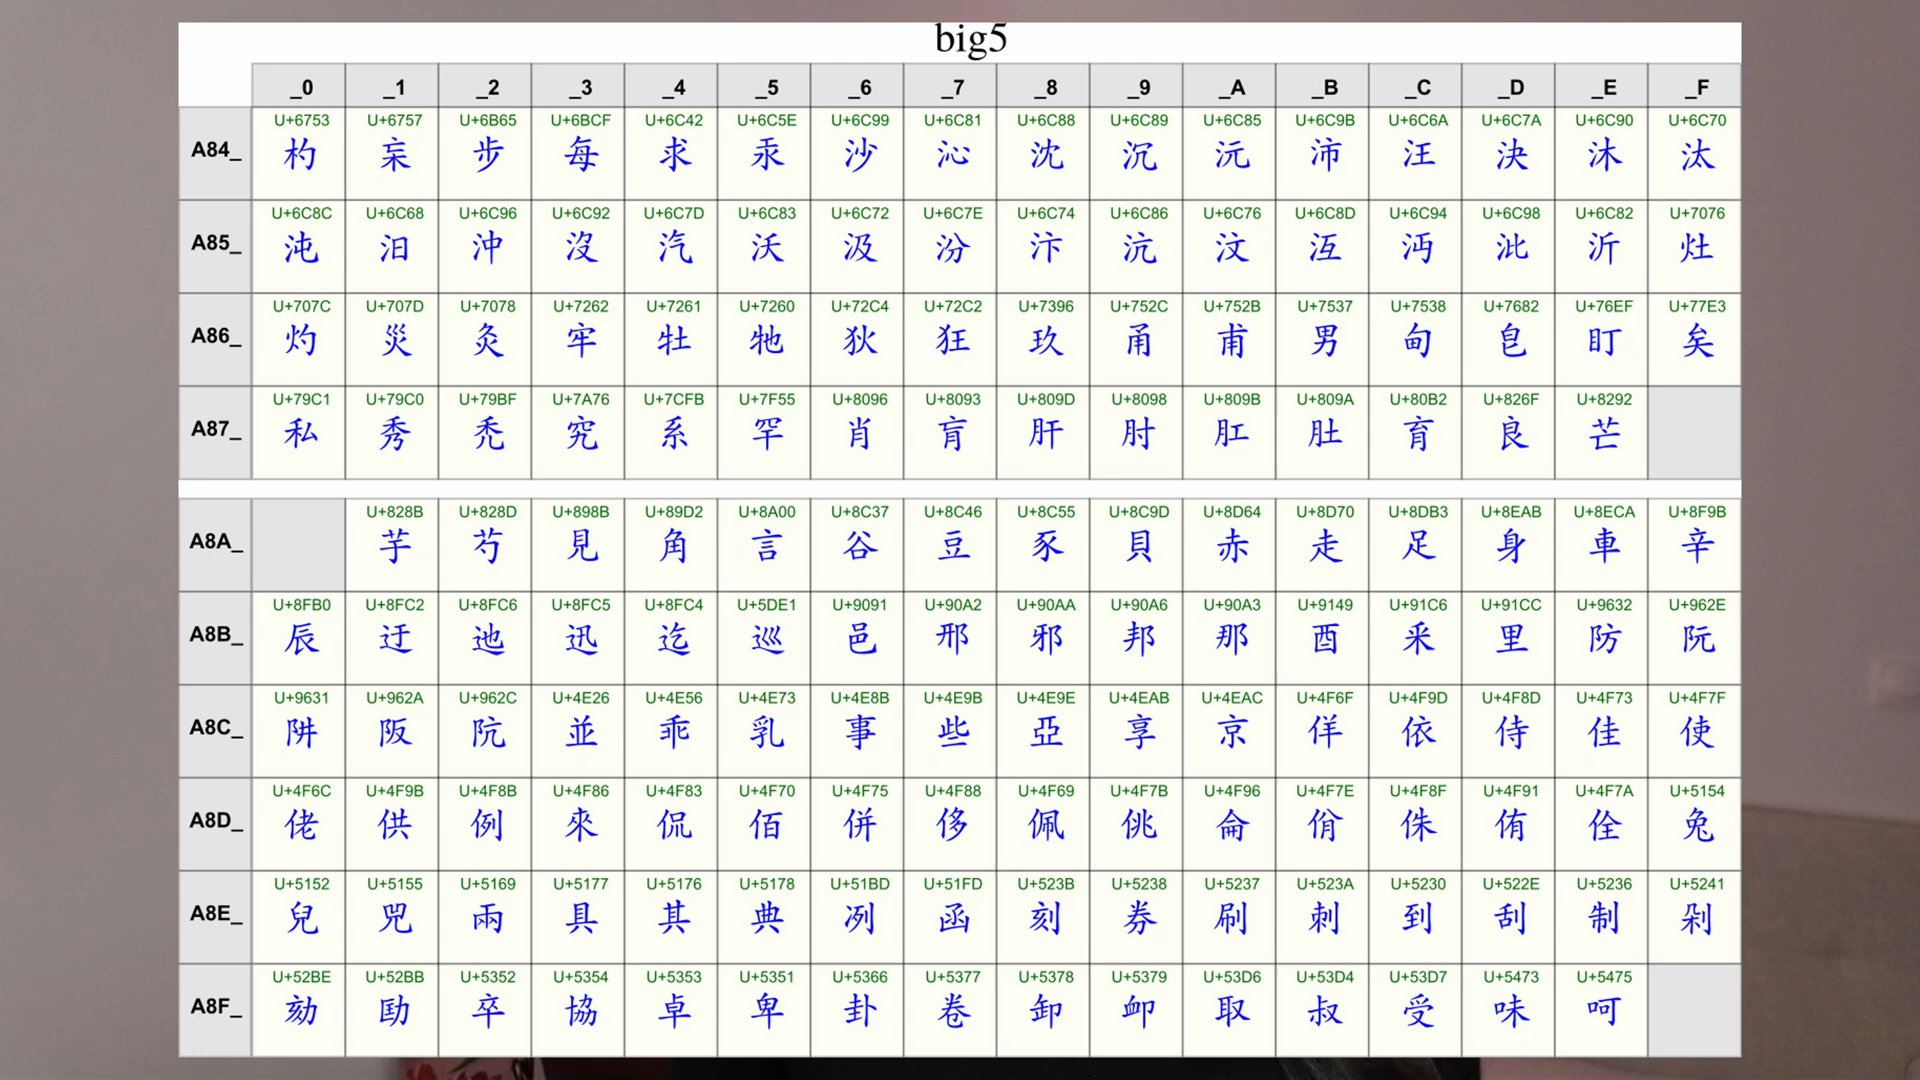 big5
_0 _1 _2 _3 _4 _5 _6 _7 _8 _9 _A _B _C _D _E _F
U+6753 U+6757 U+6B65 U+6BCF U+6C42 U+6C5E U+6C99 U+6C81 U+6C88 U+6C89 U+6C85 U+6C9B U+6C6A U+6C7A U+6C90 U+6C70
A84_ 杓 杗 步 每 求 汞 沙 沁 沈 沉 沅 沛 汪 決 沐 汰
U+6C8C U+6C68 U+6C96 U+6C92 U+6C7D U+6C83 U+6C72 U+6C7E U+6C74 U+6C86 U+6C76 U+6C8D U+6C94 U+6C98 U+6C82 U+7076
A85_ 沌 汨 沖 沒 汽 沃 汲 汾 汴 沆 汶 沍 沔 沘 沂 灶
U+707C U+707D U+7078 U+7262 U+7261 U+7260 U+72C4 U+72C2 U+7396 U+752C U+752B U+7537 U+7538 U+7682 U+76EF U+77E3
A86_ 灼 災 灸 牢 牡 牠 狄 狂 玖 甬 甫 男 甸 皂 盯 矣
U+79C1 U+79C0 U+79BF U+7A76 U+7CFB U+7F55 U+8096 U+8093 U+809D U+8098 U+809B U+809A U+80B2 U+826F U+8292
A87_ 私 秀 禿 究 系 罕 肖 肓 肝 肘 肛 肚 育 良 芒
U+828B U+828D U+898B U+89D2 U+8A00 U+8C37 U+8C46 U+8C55 U+8C9D U+8D64 U+8D70 U+8DB3 U+8EAB U+8ECA U+8F9B
A8A_ 芋 芍 見 角 言 谷 豆 豕 貝 赤 走 足 身 車 辛
U+8FB0 U+8FC2 U+8FC6 U+8FC5 U+8FC4 U+5DE1 U+9091 U+90A2 U+90AA U+90A6 U+90A3 U+9149 U+91C6 U+91CC U+9632 U+962E
A8B_ 辰 迂 迆 迅 迄 巡 邑 邢 邪 邦 那 酉 釆 里 防 阮
U+9631 U+962A U+962C U+4E26 U+4E56 U+4E73 U+4E8B U+4E9B U+4E9E U+4EAB U+4EAC U+4F6F U+4F9D U+4F8D U+4F73 U+4F7F
A8C_ 阱 阪 阬 並 乖 乳 事 些 亞 享 京 佯 依 侍 佳 使
U+4F6C U+4F9B U+4F8B U+4F86 U+4F83 U+4F70 U+4F75 U+4F88 U+4F69 U+4F7B U+4F96 U+4F7E U+4F8F U+4F91 U+4F7A U+5154
A8D_ 佬 供 例 來 侃 佰 併 侈 佩 佻 侖 佾 侏 侑 佺 兔
U+5152 U+5155 U+5169 U+5177 U+5176 U+5178 U+51BD U+51FD U+523B U+5238 U+5237 U+523A U+5230 U+522E U+5236 U+5241
A8E_ 兒 兕 兩 具 其 典 冽 函 刻 券 刷 刺 到 刮 制 剁
U+52BE U+52BB U+5352 U+5354 U+5353 U+5351 U+5366 U+5377 U+5378 U+5379 U+53D6 U+53D4 U+53D7 U+5473 U+5475
A8F_ 劾 劻 卒 協 卓 卑 卦 卷 卸 卹 取 叔 受 味 呵